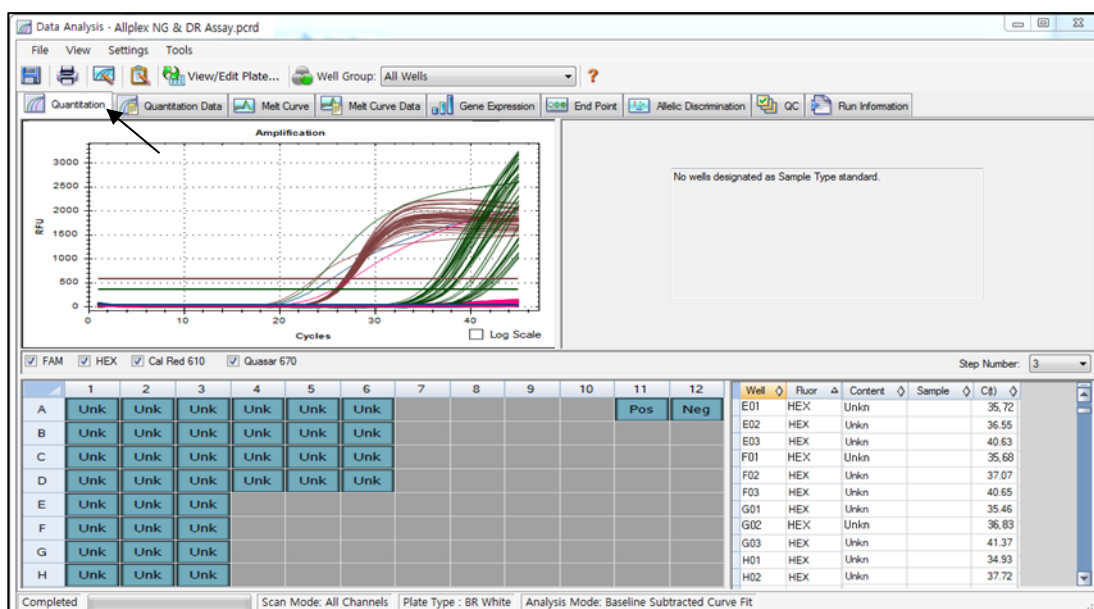 Data Analysis - Allplex NG & DR Assay.pcrd
File View Settings Tools
View/Edit Plate... Well Group: All Wells ?
Quantitation Quantitation Data Melt Curve Melt Curve Data Gene Expression End Point Allelic Discrimination QC Run Information
Amplification
3000
2500
2000
1500
1000
500
0
RFU
0 10 20 30 40
Cycles
Log Scale
No wells designated as Sample Type standard.
FAM HEX Cal Red 610 Quasar 670
Step Number: 3
1 2 3 4 5 6 7 8 9 10 11 12
A Unk Unk Unk Unk Unk Unk Pos Neg
B Unk Unk Unk Unk Unk Unk
C Unk Unk Unk Unk Unk Unk
D Unk Unk Unk Unk Unk Unk
E Unk Unk Unk
F Unk Unk Unk
G Unk Unk Unk
H Unk Unk Unk
Well Fluor Content Sample C(t)
E01 HEX Unkn 35,72
E02 HEX Unkn 36.55
E03 HEX Unkn 40.63
F01 HEX Unkn 35,68
F02 HEX Unkn 37.07
F03 HEX Unkn 40.65
G01 HEX Unkn 35.46
G02 HEX Unkn 36,83
G03 HEX Unkn 41.37
H01 HEX Unkn 34.93
H02 HEX Unkn 37.72
Completed Scan Mode: All Channels Plate Type : BR White Analysis Mode: Baseline Subtracted Curve Fit